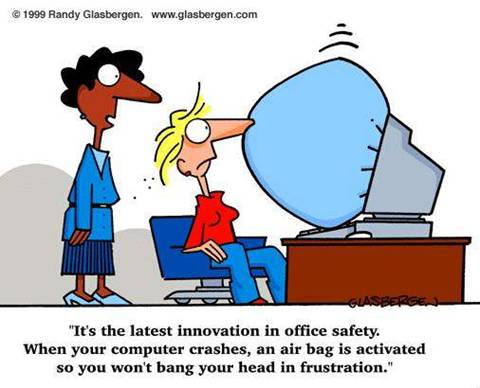 © 1999 Randy Glasbergen. www.glasbergen.com
GLASBERGEN
"It's the latest innovation in office safety.
When your computer crashes, an air bag is activated
so you won't bang your head in frustration."